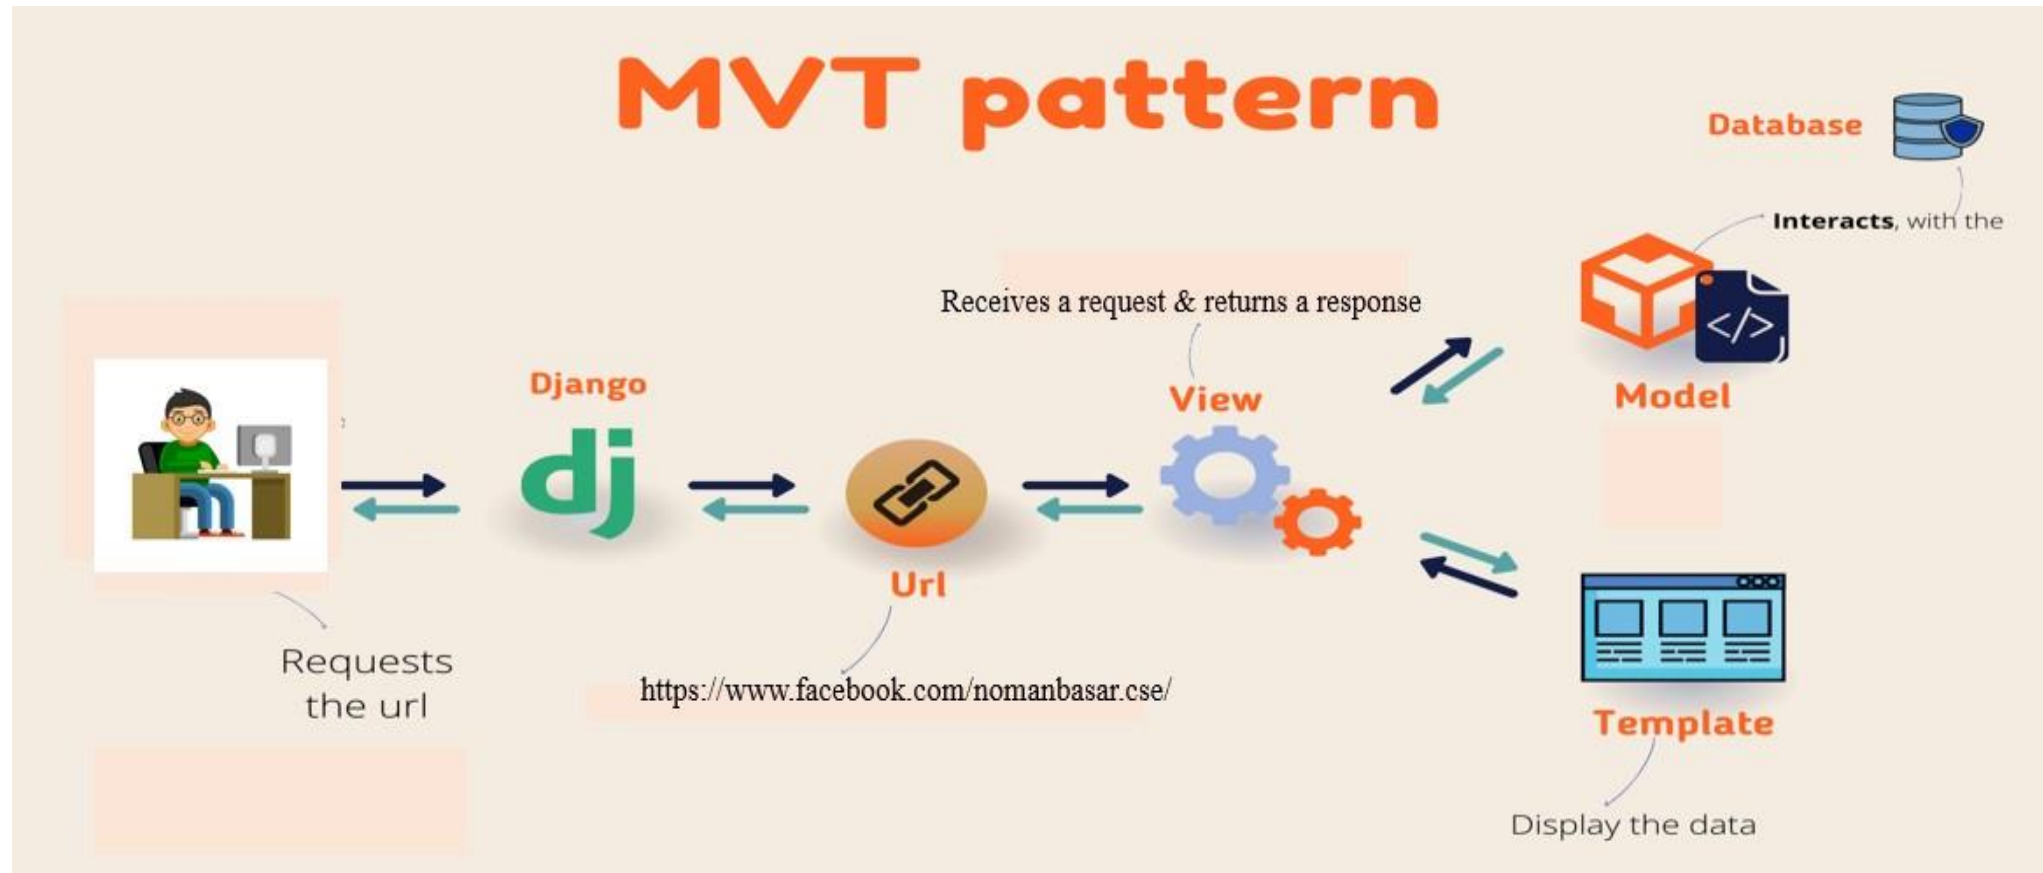 MVT pattern
Database
Interacts, with the
Receives a request & returns a response
Django
View
Model
</>
dj
Url
Requests
the url
https://www.facebook.com/nomanbasar.cse/
Template
Display the data